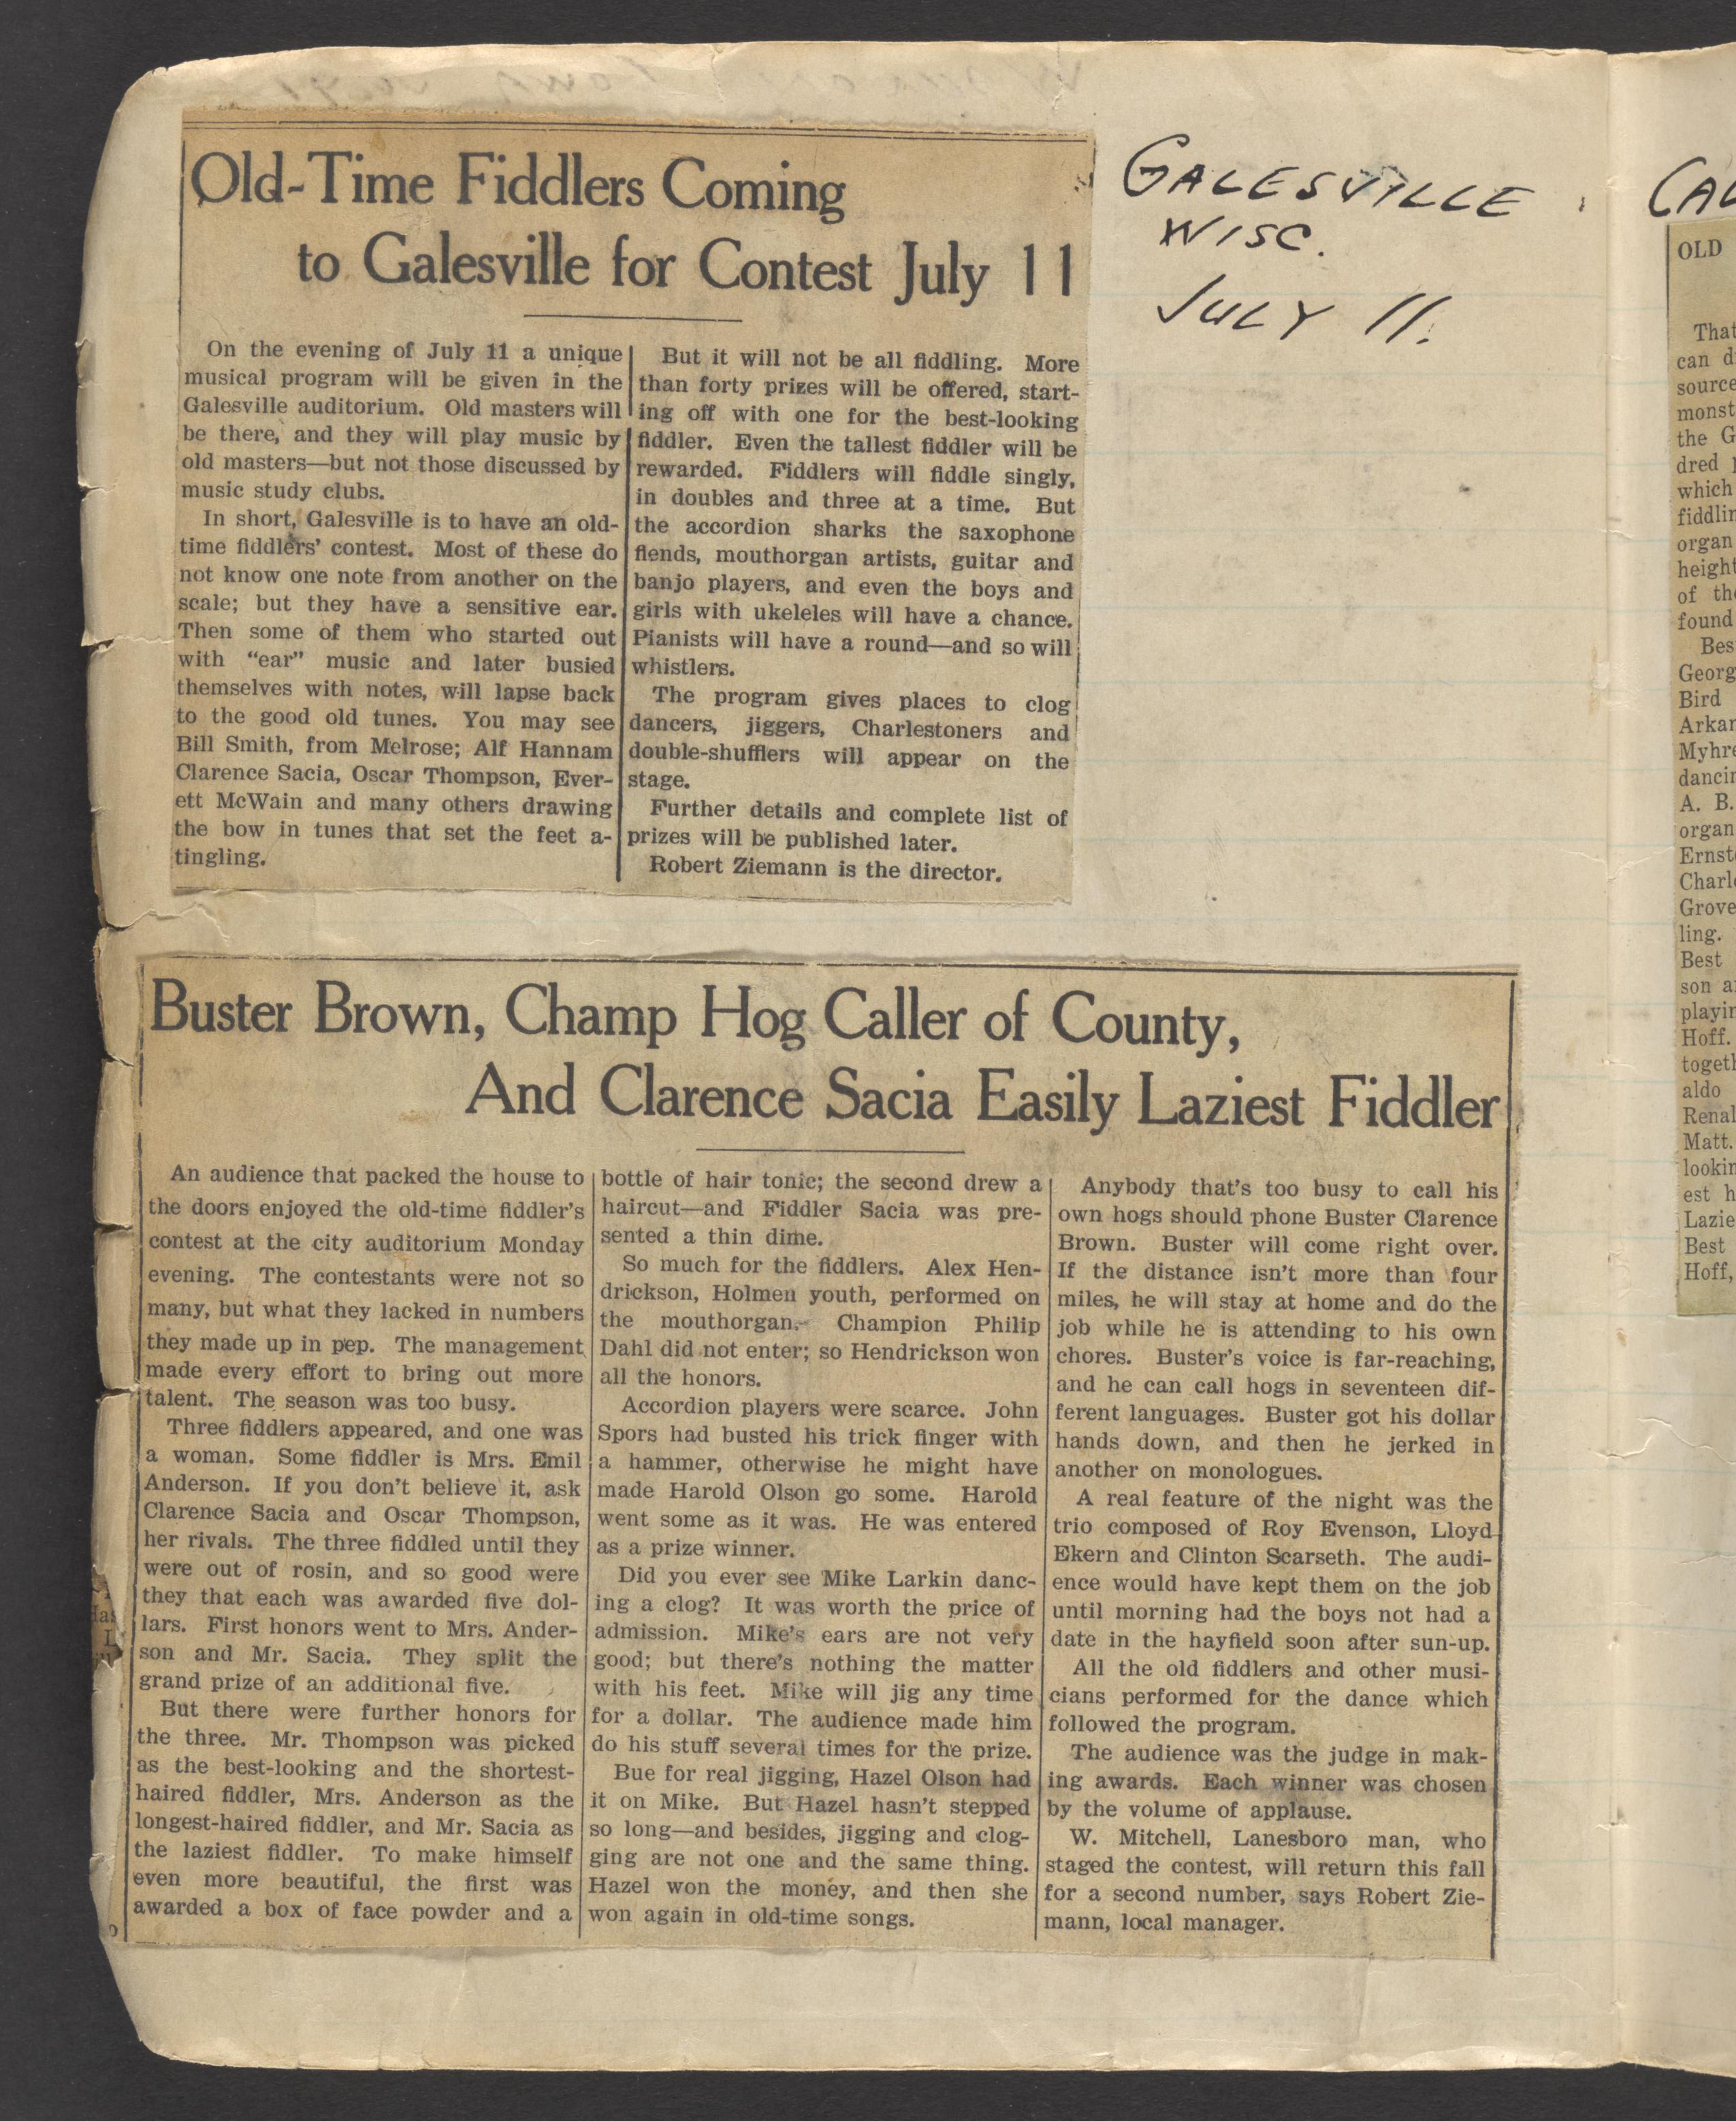 Old-Time Fiddlers Coming
to Galesville for Contest July 11
On the evening of July 11 a unique
musical program will be given in the
Galesville auditorium. Old masters will
be there, and they will play music by
old masters—but not those discussed by
music study clubs.
In short, Galesville is to have an old-
time fiddlers' contest. Most of these do
not know one note from another on the
scale; but they have a sensitive ear.
Then some of them who started out
with "ear" music and later busied
themselves with notes, will lapse back
to the good old tunes. You may see
Bill Smith, from Melrose; Alf Hannam
Clarence Sacia, Oscar Thompson, Ever-
ett McWain and many others drawing
the bow in tunes that set the feet a-
tingling.
But it will not be all fiddling. More
than forty prizes will be offered, start-
ing off with one for the best-looking
fiddler. Even the tallest fiddler will be
rewarded. Fiddlers will fiddle singly,
in doubles and three at a time. But
the accordion sharks the saxophone
fiends, mouthorgan artists, guitar and
banjo players, and even the boys and
girls with ukeleles will have a chance.
Pianists will have a round—and so will
whistlers.
The program gives places to clog
dancers, jiggers, Charlestoners and
double-shufflers will appear on the
stage.
Further details and complete list of
prizes will be published later.
Robert Ziemann is the director.
GALESVILLE
WISC.
JULY 11.
Buster Brown, Champ Hog Caller of County,
And Clarence Sacia Easily Laziest Fiddler
An audience that packed the house to
the doors enjoyed the old-time fiddler's
contest at the city auditorium Monday
evening. The contestants were not so
many, but what they lacked in numbers
they made up in pep. The management
made every effort to bring out more
talent. The season was too busy.
Three fiddlers appeared, and one was
a woman. Some fiddler is Mrs. Emil
Anderson. If you don't believe it, ask
Clarence Sacia and Oscar Thompson,
her rivals. The three fiddled until they
were out of rosin, and so good were
they that each was awarded five dol-
lars. First honors went to Mrs. Ander-
son and Mr. Sacia. They split the
grand prize of an additional five.
But there were further honors for
the three. Mr. Thompson was picked
as the best-looking and the shortest-
haired fiddler, Mrs. Anderson as the
longest-haired fiddler, and Mr. Sacia as
the laziest fiddler. To make himself
even more beautiful, the first was
awarded a box of face powder and a
bottle of hair tonic; the second drew a
haircut—and Fiddler Sacia was pre-
sented a thin dime.
So much for the fiddlers. Alex Hen-
drickson, Holmen youth, performed on
the mouthorgan. Champion Philip
Dahl did not enter; so Hendrickson won
all the honors.
Accordion players were scarce. John
Spors had busted his trick finger with
a hammer, otherwise he might have
made Harold Olson go some. Harold
went some as it was. He was entered
as a prize winner.
Did you ever see Mike Larkin danc-
ing a clog? It was worth the price of
admission. Mike's ears are not very
good; but there's nothing the matter
with his feet. Mike will jig any time
for a dollar. The audience made him
do his stuff several times for the prize.
Bue for real jigging, Hazel Olson had
it on Mike. But Hazel hasn't stepped
so long—and besides, jigging and clog-
ging are not one and the same thing.
Hazel won the money, and then she
won again in old-time songs.
Anybody that's too busy to call his
own hogs should phone Buster Clarence
Brown. Buster will come right over.
If the distance isn't more than four
miles, he will stay at home and do the
job while he is attending to his own
chores. Buster's voice is far-reaching,
and he can call hogs in seventeen dif-
ferent languages. Buster got his dollar
hands down, and then he jerked in
another on monologues.
A real feature of the night was the
trio composed of Roy Evenson, Lloyd
Ekern and Clinton Scarseth. The audi-
ence would have kept them on the job
until morning had the boys not had a
date in the hayfield soon after sun-up.
All the old fiddlers and other musi-
cians performed for the dance which
followed the program.
The audience was the judge in mak-
ing awards. Each winner was chosen
by the volume of applause.
W. Mitchell, Lanesboro man, who
staged the contest, will return this fall
for a second number, says Robert Zie-
mann, local manager.
OLD
That
can
source
monst
the G
dred
which
fiddlin
organ
height
of
found
Bes
Georg
Bird
Arkan
Myhre
dancin
A. B.
organ
Ernst
Charl
Grove
ling.
Best
son
playin
Hoff.
togeth
aldo
Renal
Matt.
lookin
est h
Lazie
Best
Hoff,